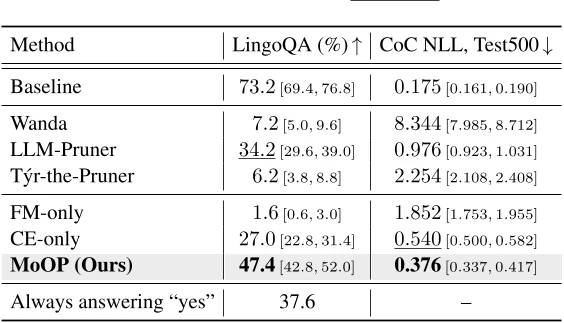 Method LingoQA (%)↑ CoC NLL, Test500↓
Baseline 73.2 [69.4, 76.8] 0.175 [0.161, 0.190]
Wanda 7.2 [5.0, 9.6] 8.344 [7.985, 8.712]
LLM-Pruner 34.2 [29.6, 39.0] 0.976 [0.923, 1.031]
Týr-the-Pruner 6.2 [3.8, 8.8] 2.254 [2.108, 2.408]
FM-only 1.6 [0.6, 3.0] 1.852 [1.753, 1.955]
CE-only 27.0 [22.8, 31.4] 0.540 [0.500, 0.582]
MoOP (Ours) 47.4 [42.8, 52.0] 0.376 [0.337, 0.417]
Always answering “yes” 37.6 –